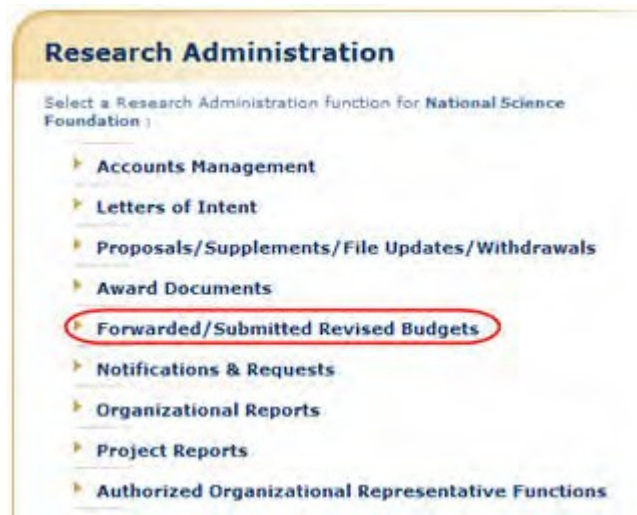 Research Administration
Select a Research Administration function for National Science
Foundation :
Accounts Management
Letters of Intent
Proposals/Supplements/File Updates/Withdrawals
Award Documents
Forwarded/Submitted Revised Budgets
Notifications & Requests
Organizational Reports
Project Reports
Authorized Organizational Representative Functions